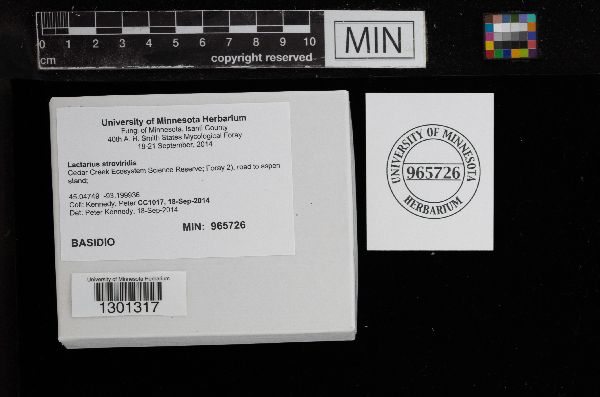 0 1 2 3 4 5 6 7 8 9 10
cm
copyright reserved
MIN
University of Minnesota Herbarium
Fungi of Minnesota, Isanti County
40th A. H. Smith States Mycological Foray
18-21 September, 2014
Lactarius atroviridis
Cedar Creek Ecosystem Science Reserve; Foray 2), road to aspen
stand;
45.04749 -93.199936
Coll: Kennedy, Peter CC1017, 18-Sep-2014
Det. Peter Kennedy, 18-Sep-2014
MIN: 965726
BASIDIO
University of Minnesota Herbarium
1301317
UNIVERSITY OF MINNESOTA
965726
HERBARIUM